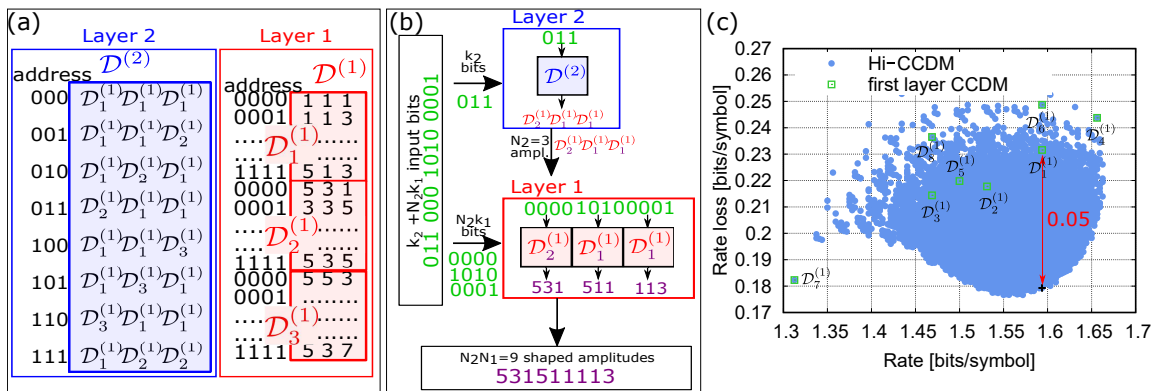 (a)
Layer 2
Layer 1
address 𝒟^(2)
address 𝒟^(1)
000 𝒟₁^(1)𝒟₁^(1)𝒟₁^(1)
001 𝒟₁^(1)𝒟₁^(1)𝒟₂^(1)
010 𝒟₁^(1)𝒟₂^(1)𝒟₁^(1)
011 𝒟₂^(1)𝒟₁^(1)𝒟₁^(1)
100 𝒟₁^(1)𝒟₁^(1)𝒟₃^(1)
101 𝒟₁^(1)𝒟₃^(1)𝒟₁^(1)
110 𝒟₃^(1)𝒟₁^(1)𝒟₁^(1)
111 𝒟₁^(1)𝒟₂^(1)𝒟₂^(1)
0000 1 1 1
0001 1 1 3
.... 𝒟₁^(1) .......
1111 5 1 3
0000 5 3 1
0001 3 3 5
.... 𝒟₂^(1) .......
1111 5 3 5
0000 5 5 3
0001 .......
.... 𝒟₃^(1) .......
1111 5 3 7
(b)
k₂ +N₂k₁ input bits
011 0000 1010 0001
k₂
bits
011
Layer 2
011
𝒟^(2)
𝒟₂^(1)𝒟₁^(1)𝒟₁^(1)
N₂=3
ampl.
𝒟₂^(1)𝒟₁^(1)𝒟₁^(1)
Layer 1
N₂k₁
bits
0000
1010
0001
0000 1010 0001
𝒟₂^(1) 𝒟₁^(1) 𝒟₁^(1)
531 511 113
N₂N₁=9 shaped amplitudes
531511113
(c)
Hi−CCDM
first layer CCDM
Rate loss [bits/symbol]
0.27
0.26
0.25
0.24
0.23
0.22
0.21
0.2
0.19
0.18
0.17
𝒟₆^(1)
𝒟₄^(1)
𝒟₈^(1)
𝒟₅^(1)
𝒟₁^(1)
𝒟₃^(1)
𝒟₂^(1)
0.05
𝒟₇^(1)
1.3 1.35 1.4 1.45 1.5 1.55 1.6 1.65 1.7
Rate [bits/symbol]